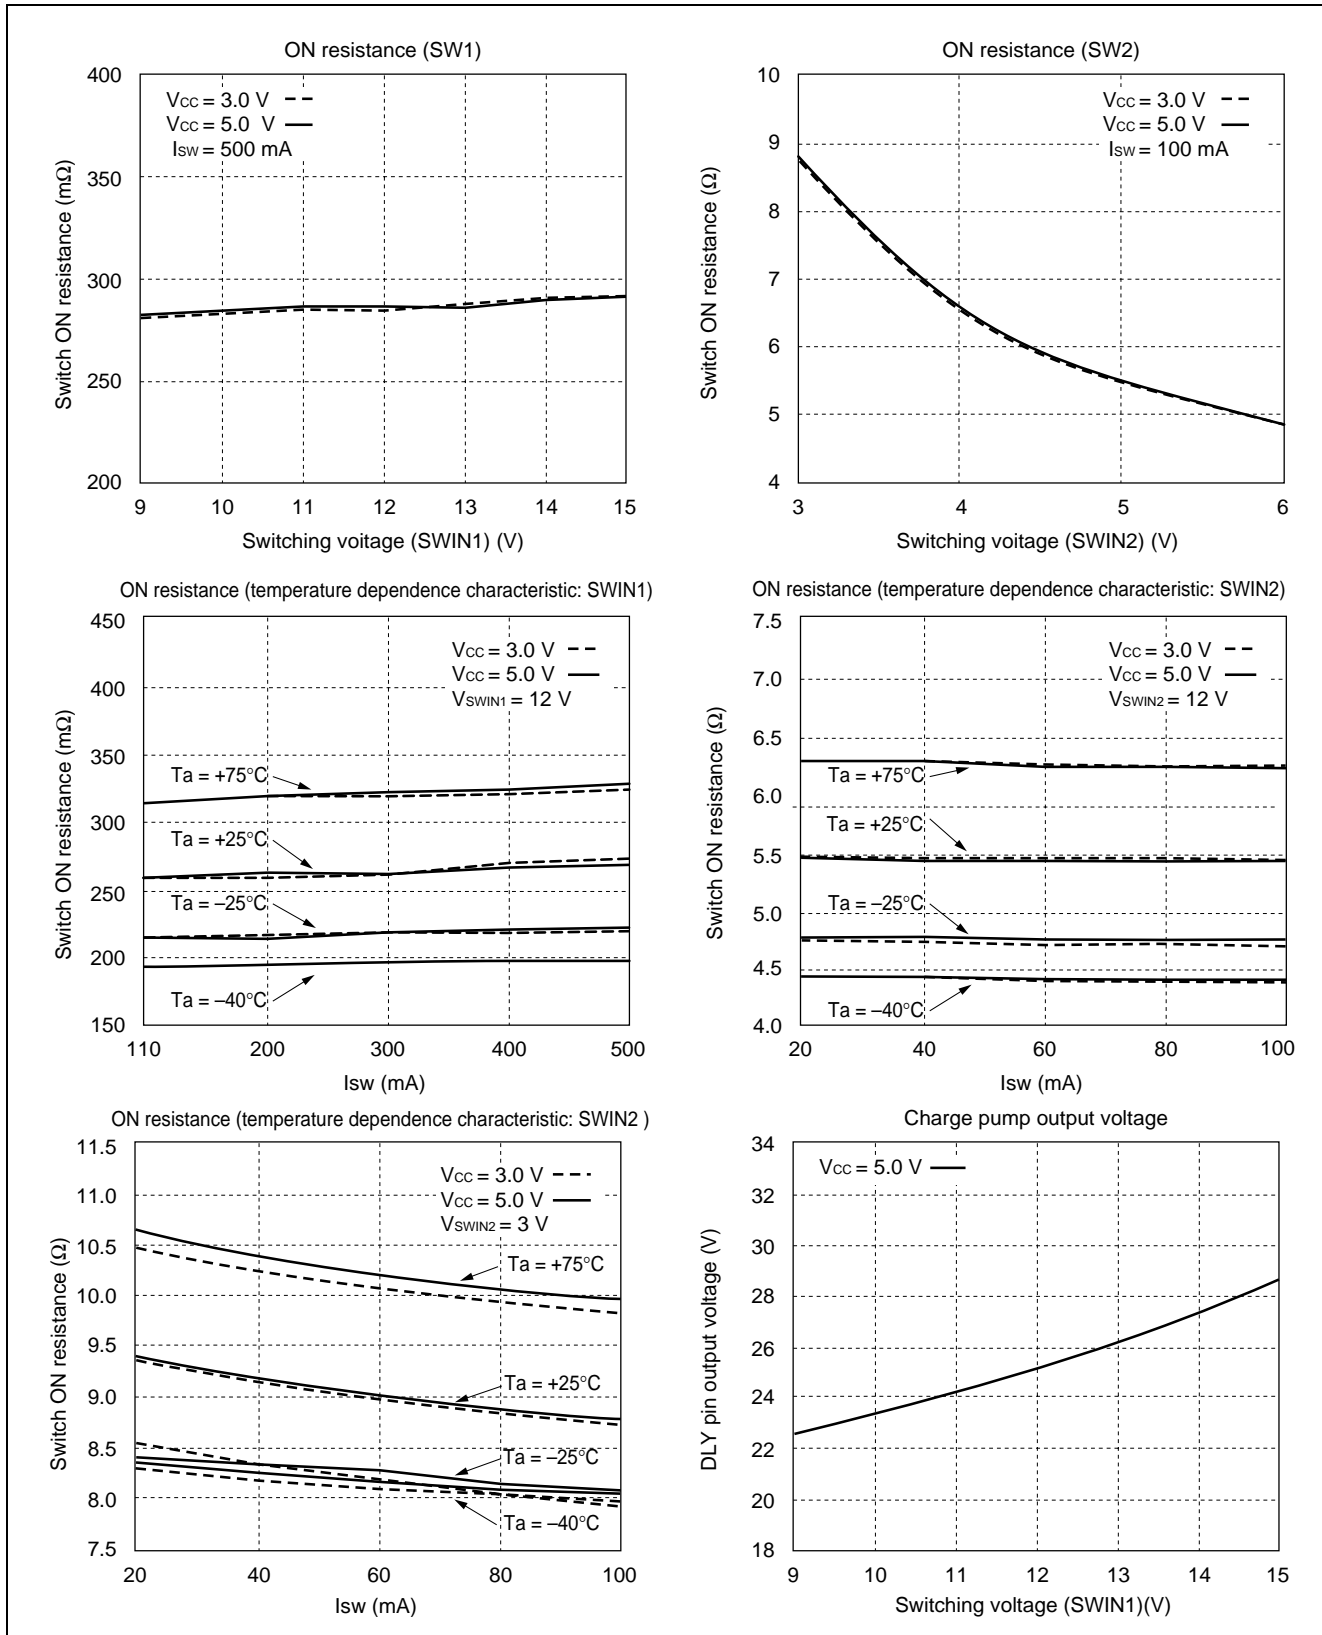 ON resistance (SW1)
400
350
300
250
200
Switch ON resistance (mΩ)
VCC = 3.0 V
VCC = 5.0 V
ISW = 500 mA
9 10 11 12 13 14 15
Switching voitage (SWIN1) (V)
ON resistance (SW2)
10
9
8
7
6
5
4
Switch ON resistance (Ω)
VCC = 3.0 V
VCC = 5.0 V
ISW = 100 mA
3 4 5 6
Switching voitage (SWIN2) (V)
ON resistance (temperature dependence characteristic: SWIN1)
450
400
350
300
250
200
150
Switch ON resistance (mΩ)
VCC = 3.0 V
VCC = 5.0 V
VSWIN1 = 12 V
Ta = +75°C
Ta = +25°C
Ta = –25°C
Ta = –40°C
110 200 300 400 500
Isw (mA)
ON resistance (temperature dependence characteristic: SWIN2)
7.5
7.0
6.5
6.0
5.5
5.0
4.5
4.0
Switch ON resistance (Ω)
VCC = 3.0 V
VCC = 5.0 V
VSWIN2 = 12 V
Ta = +75°C
Ta = +25°C
Ta = –25°C
Ta = –40°C
20 40 60 80 100
Isw (mA)
ON resistance (temperature dependence characteristic: SWIN2 )
11.5
11.0
10.5
10.0
9.5
9.0
8.5
8.0
7.5
Switch ON resistance (Ω)
VCC = 3.0 V
VCC = 5.0 V
VSWIN2 = 3 V
Ta = +75°C
Ta = +25°C
Ta = –25°C
Ta = –40°C
20 40 60 80 100
Isw (mA)
Charge pump output voltage
34
32
30
28
26
24
22
20
18
DLY pin output voltage (V)
VCC = 5.0 V
9 10 11 12 13 14 15
Switching voltage (SWIN1)(V)